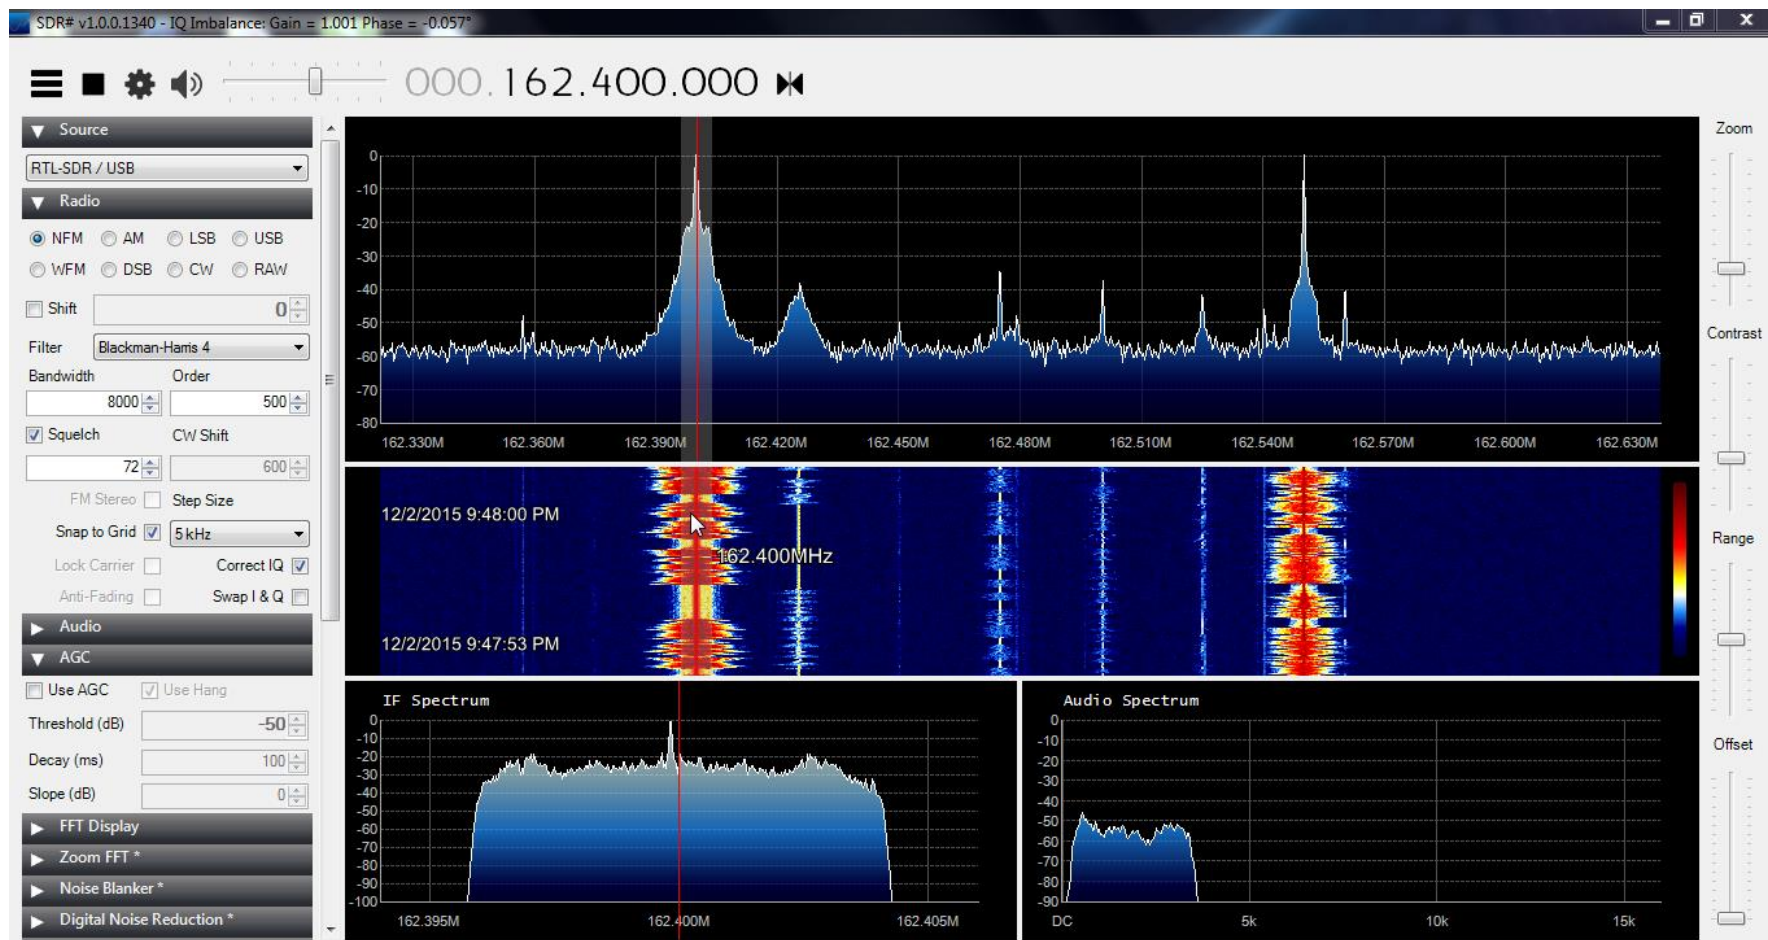 SDR# v1.0.0.1340 - IQ Imbalance: Gain = 1.001 Phase = -0.057°
000.162.400.000
Source
RTL-SDR / USB
Radio
NFM AM LSB USB
WFM DSB CW RAW
Shift 0
Filter Blackman-Harris 4
Bandwidth Order
8000 500
Squelch CW Shift
72 600
FM Stereo Step Size
Snap to Grid 5 kHz
Lock Carrier Correct IQ
Anti-Fading Swap I & Q
Audio
AGC
Use AGC Use Hang
Threshold (dB) -50
Decay (ms) 100
Slope (dB) 0
FFT Display
Zoom FFT *
Noise Blanker *
Digital Noise Reduction *
0
-10
-20
-30
-40
-50
-60
-70
-80
162.330M 162.360M 162.390M 162.420M 162.450M 162.480M 162.510M 162.540M 162.570M 162.600M 162.630M
12/2/2015 9:48:00 PM
162.400MHz
12/2/2015 9:47:53 PM
IF Spectrum
0
-10
-20
-30
-40
-50
-60
-70
-80
-90
-100
162.395M 162.400M 162.405M
Audio Spectrum
0
-10
-20
-30
-40
-50
-60
-70
-80
-90
DC 5k 10k 15k
Zoom
Contrast
Range
Offset